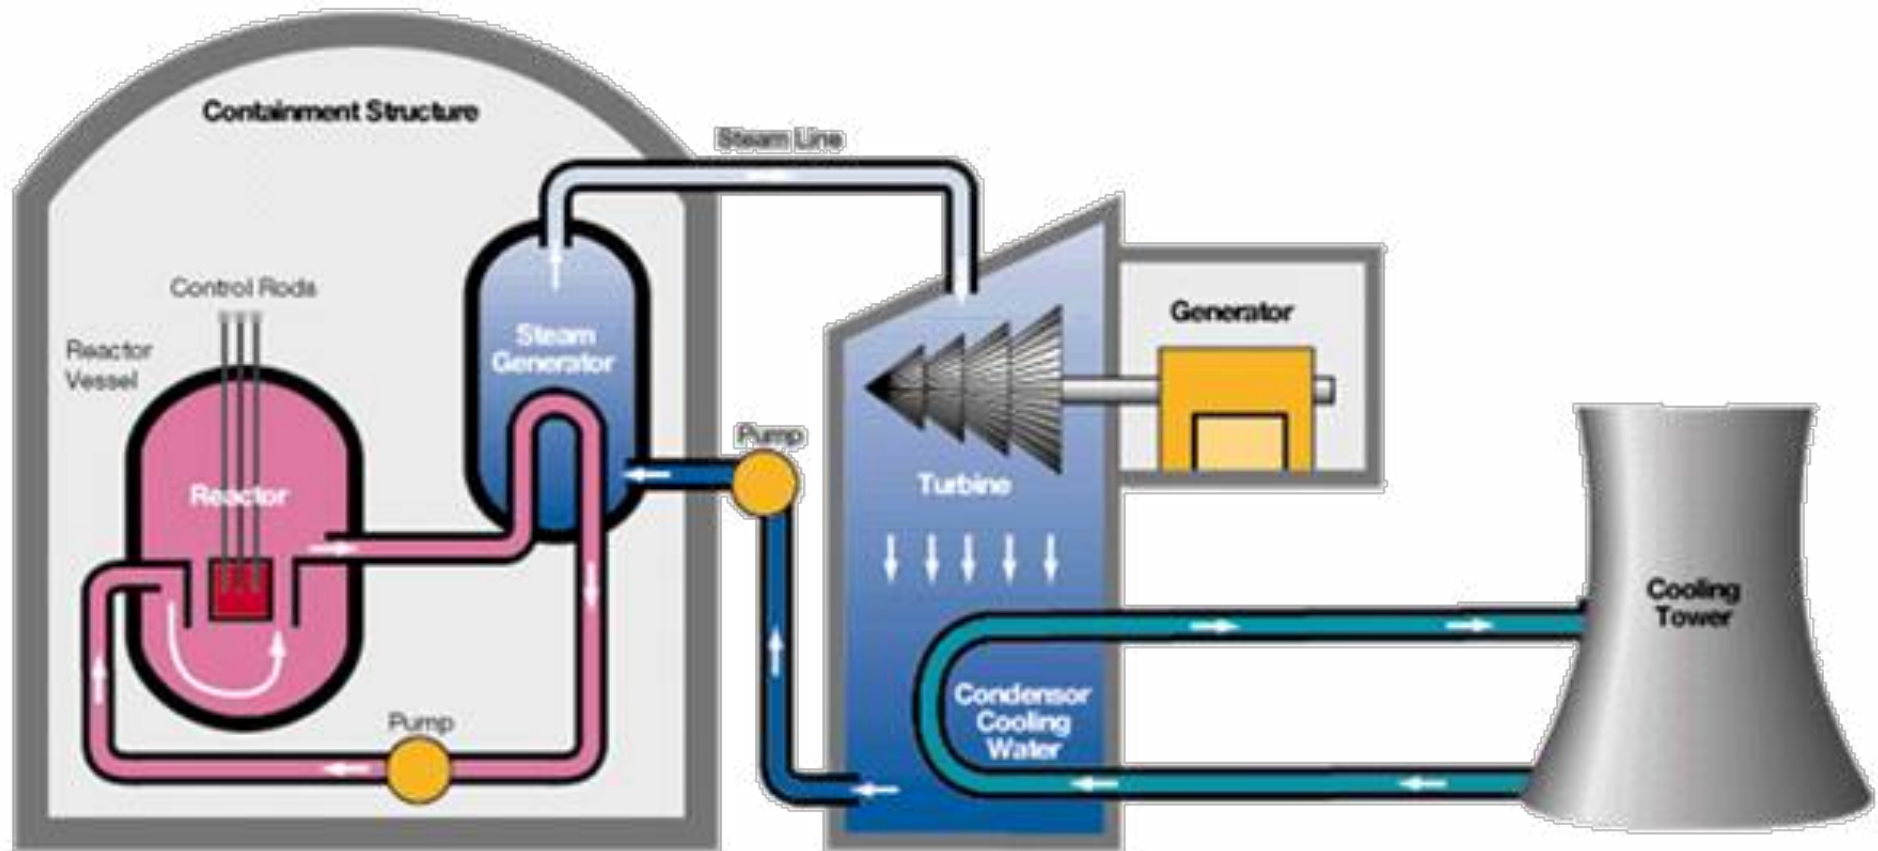 Containment Structure
Steam Line
Control Rods
Reactor
Vessel
Steam
Generator
Generator
Pump
Reactor
Turbine
Cooling
Tower
Condensor
Cooling
Water
Pump